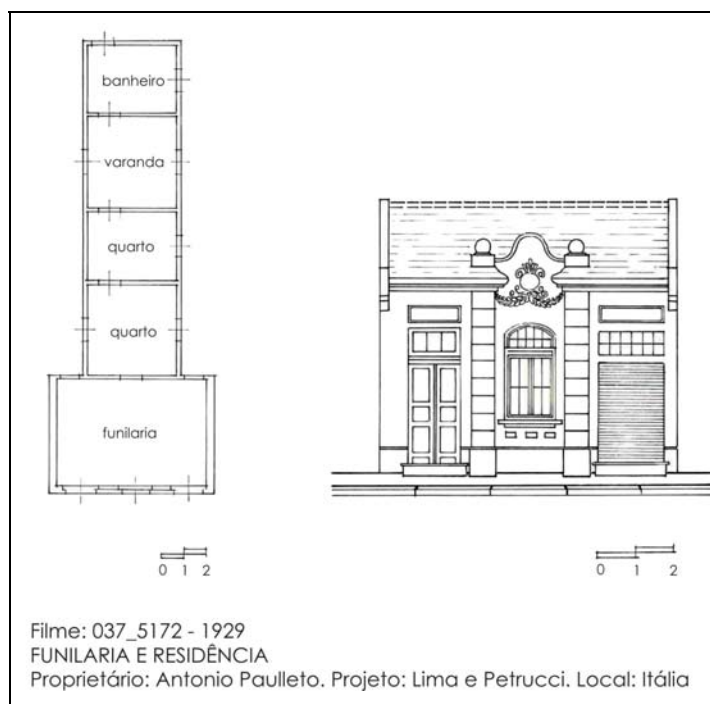 banheiro
varanda
quarto
quarto
funilaria
0 1 2
0 1 2
Filme: 037_5172 - 1929
FUNILARIA E RESIDÊNCIA
Proprietário: Antonio Paulleto. Projeto: Lima e Petrucci. Local: Itália